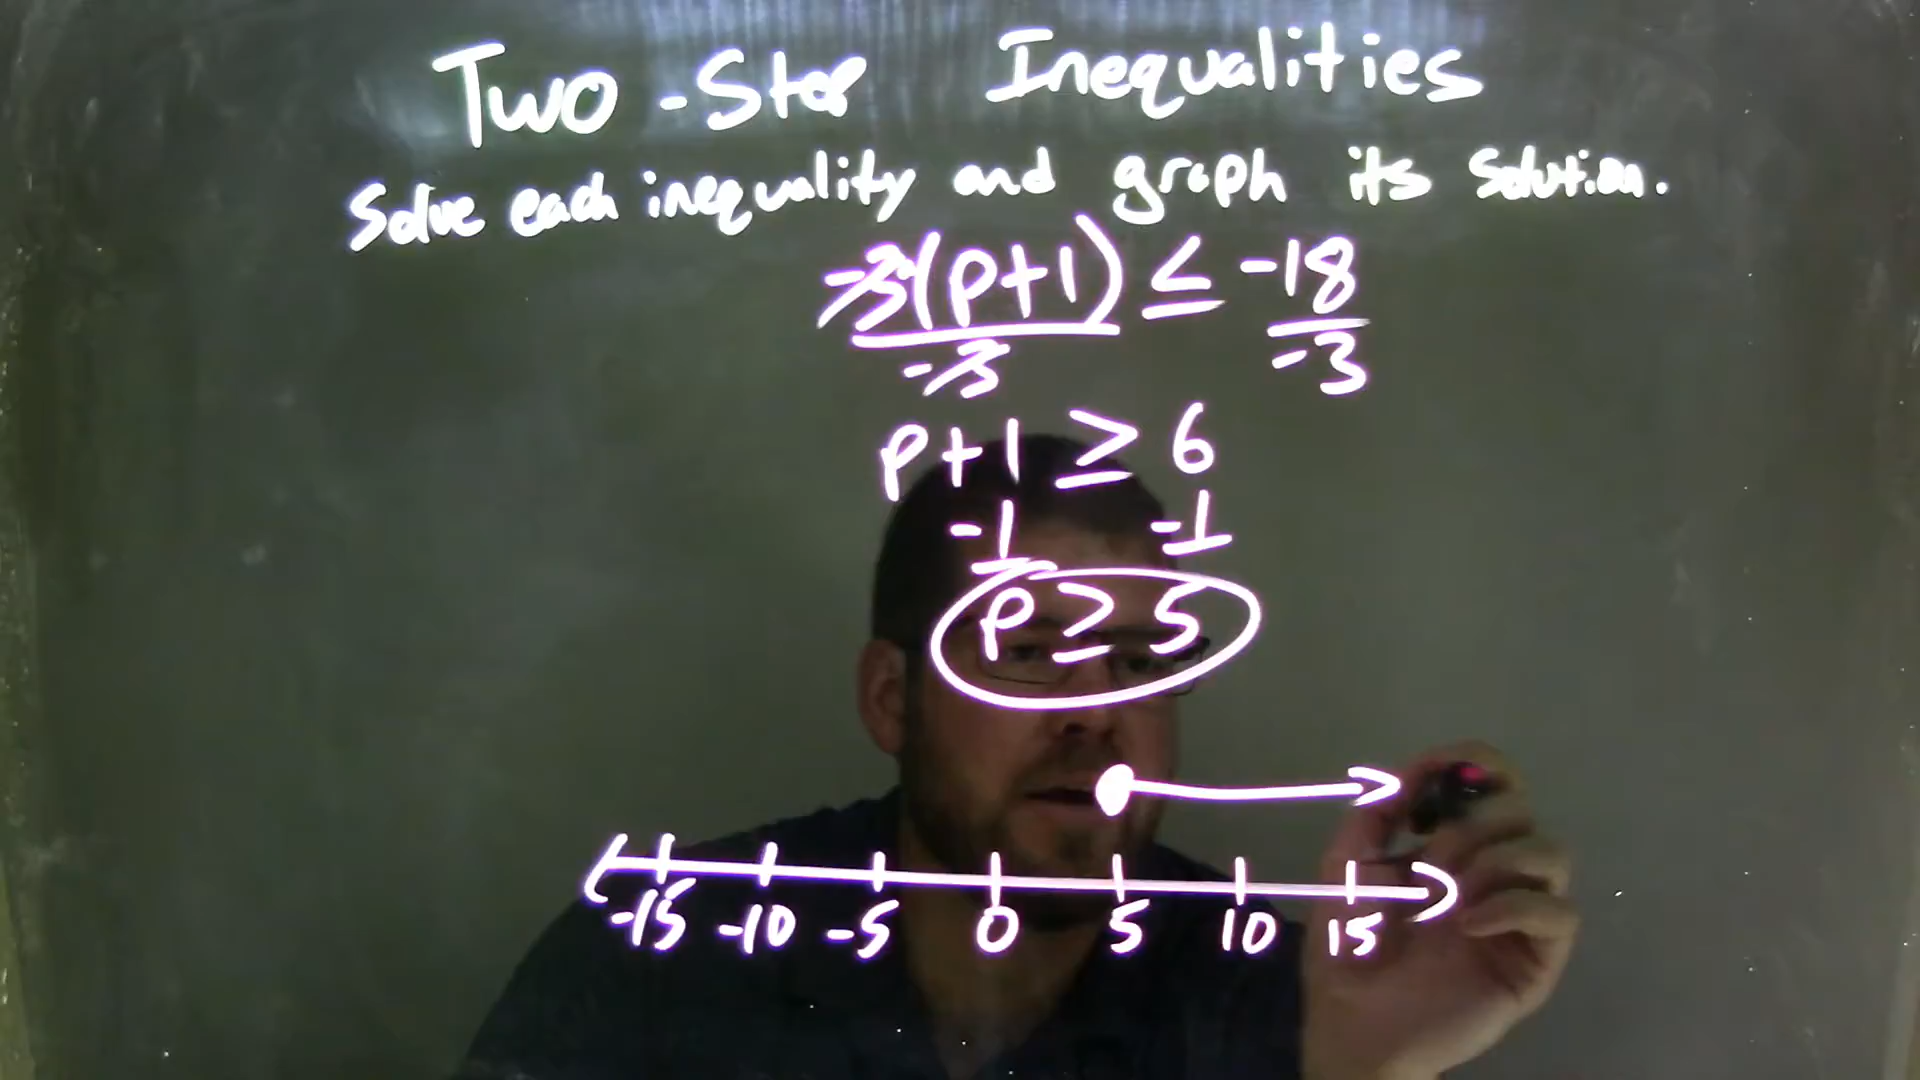 Two-Step Inequalities
Solve each inequality and graph its solution.
-3(p+1) ≤ -18
-3 -3
p+1 ≥ 6
-1 -1
p ≥ 5
-15 -10 -5 0 5 10 15